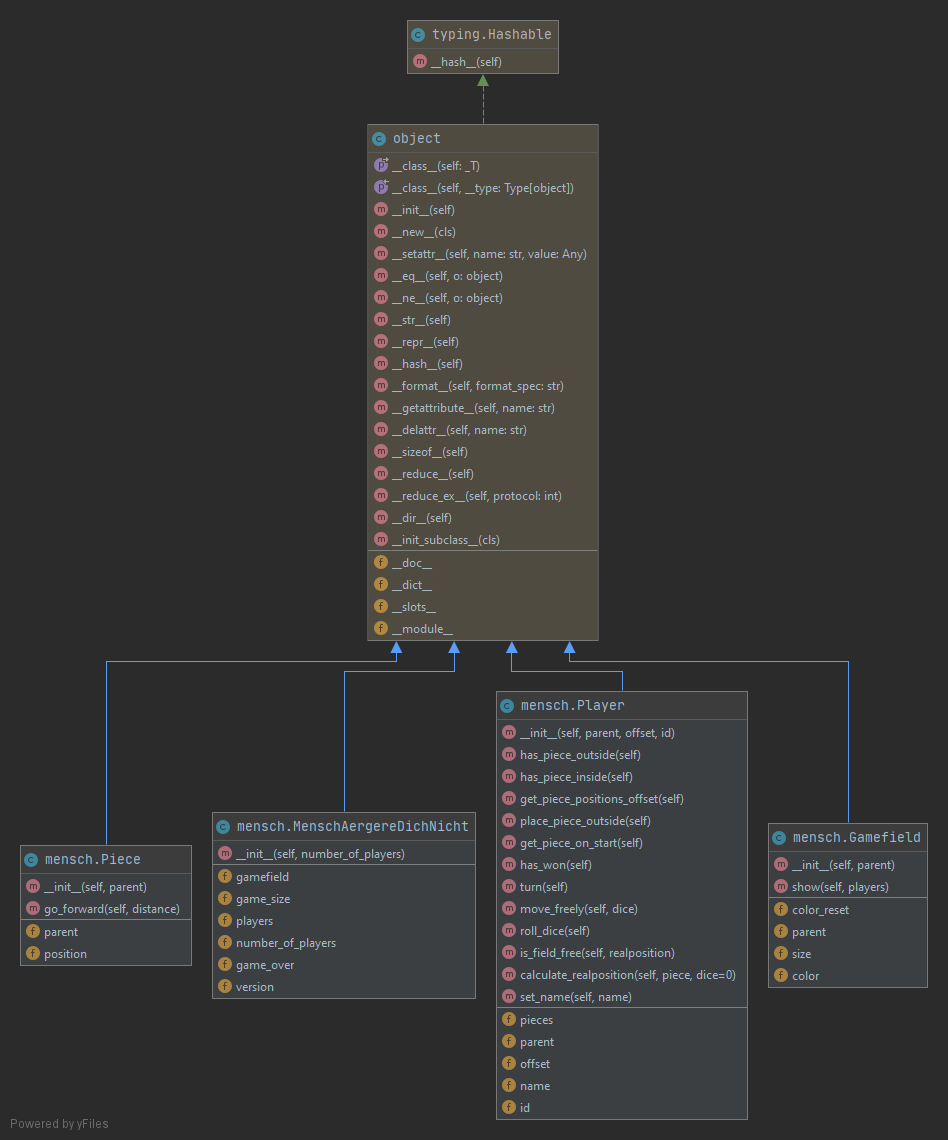 typing.Hashable
__hash__(self)
object
__class__(self: _T)
__class__(self, __type: Type[object])
__init__(self)
__new__(cls)
__setattr__(self, name: str, value: Any)
__eq__(self, o: object)
__ne__(self, o: object)
__str__(self)
__repr__(self)
__hash__(self)
__format__(self, format_spec: str)
__getattribute__(self, name: str)
__delattr__(self, name: str)
__sizeof__(self)
__reduce__(self)
__reduce_ex__(self, protocol: int)
__dir__(self)
__init_subclass__(cls)
__doc__
__dict__
__slots__
__module__
mensch.Piece
__init__(self, parent)
go_forward(self, distance)
parent
position
mensch.MenschAergereDichNicht
__init__(self, number_of_players)
gamefield
game_size
players
number_of_players
game_over
version
mensch.Player
__init__(self, parent, offset, id)
has_piece_outside(self)
has_piece_inside(self)
get_piece_positions_offset(self)
place_piece_outside(self)
get_piece_on_start(self)
has_won(self)
turn(self)
move_freely(self, dice)
roll_dice(self)
is_field_free(self, realposition)
calculate_realposition(self, piece, dice=0)
set_name(self, name)
pieces
parent
offset
name
id
mensch.Gamefield
__init__(self, parent)
show(self, players)
color_reset
parent
size
color
Powered by yFiles